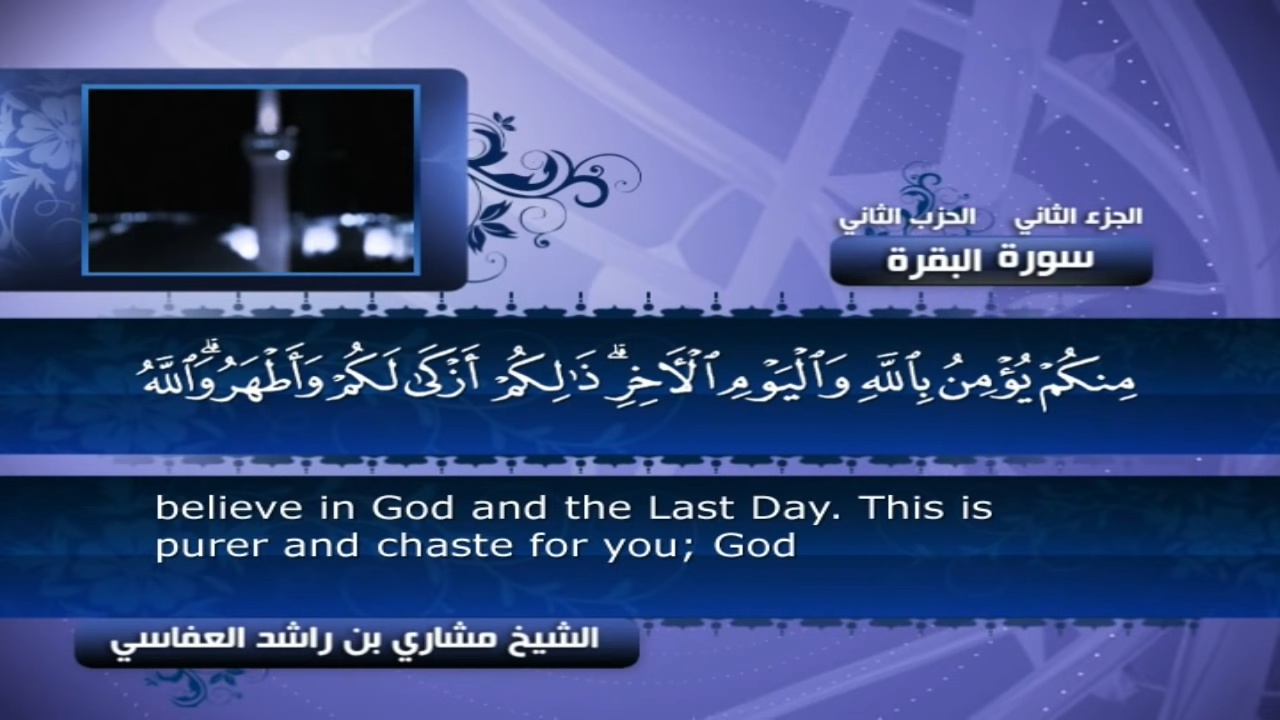 الجزء الثاني الحزب الثاني
سورة البقرة
مِنكُمْ يُؤْمِنُ بِٱللَّهِ وَٱلْيَوْمِ ٱلْأَخِرِ ۗ ذَٰلِكُمْ أَزْكَىٰ لَكُمْ وَأَطْهَرُ ۗ وَٱللَّهُ
believe in God and the Last Day. This is
purer and chaste for you; God
الشيخ مشاري بن راشد العفاسي